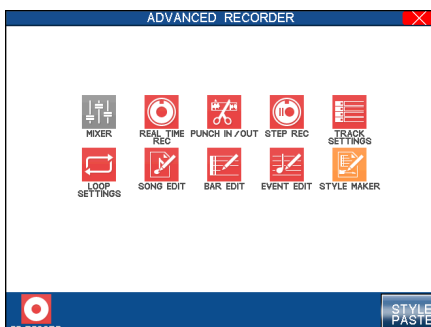 ADVANCED RECORDER
MIXER
REAL TIME
REC
PUNCH IN/OUT
STEP REC
TRACK
SETTINGS
LOOP
SETTINGS
SONG EDIT
BAR EDIT
EVENT EDIT
STYLE MAKER
STYLE
PASTE